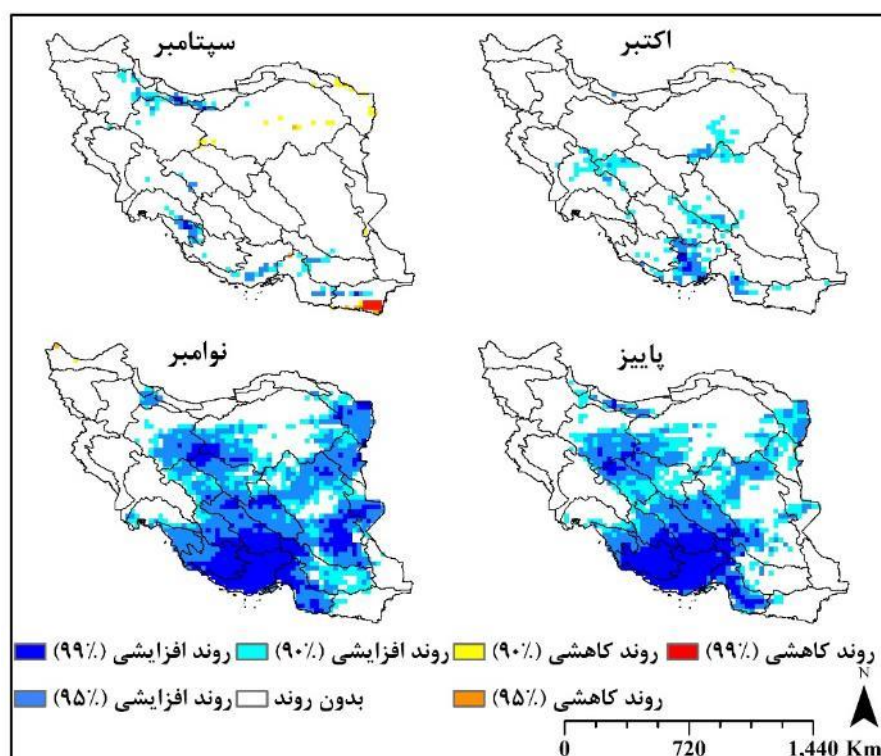 سپتامبر
اکتبر
نوامبر
پاییز
روند افزایشی (۹۹٪)
روند افزایشی (۹۰٪)
روند کاهشی (۹۰٪)
روند کاهشی (۹۹٪)
روند افزایشی (۹۵٪)
بدون روند
روند کاهشی (۹۵٪)
N
0 720 1,440 Km